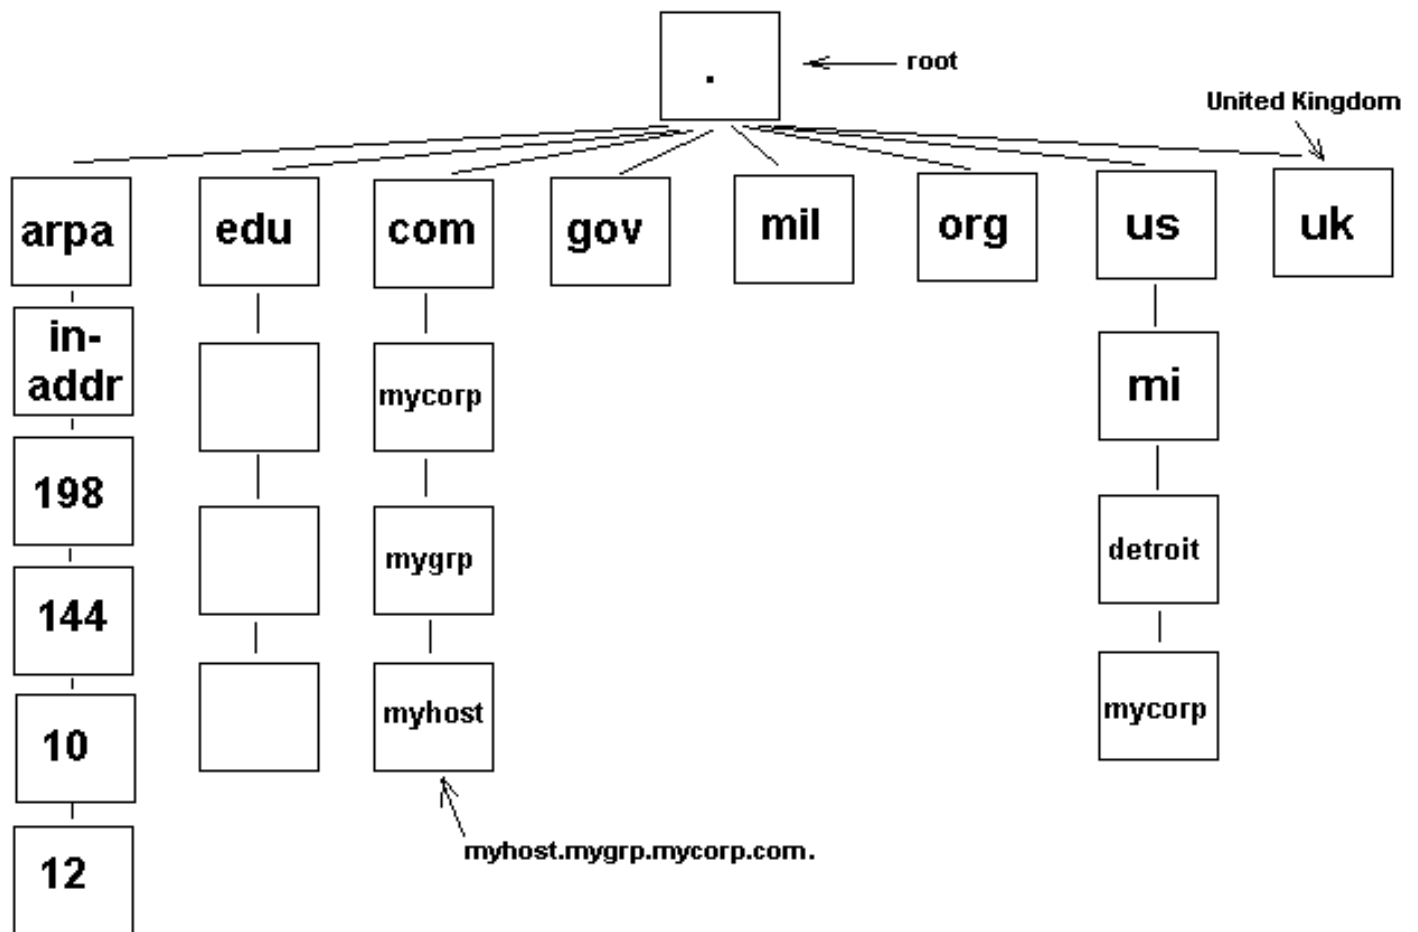 .
root
United Kingdom
arpa
edu
com
gov
mil
org
us
uk
in-
addr
mycorp
mi
198
mygrp
detroit
144
myhost
mycorp
10
myhost.mygrp.mycorp.com.
12